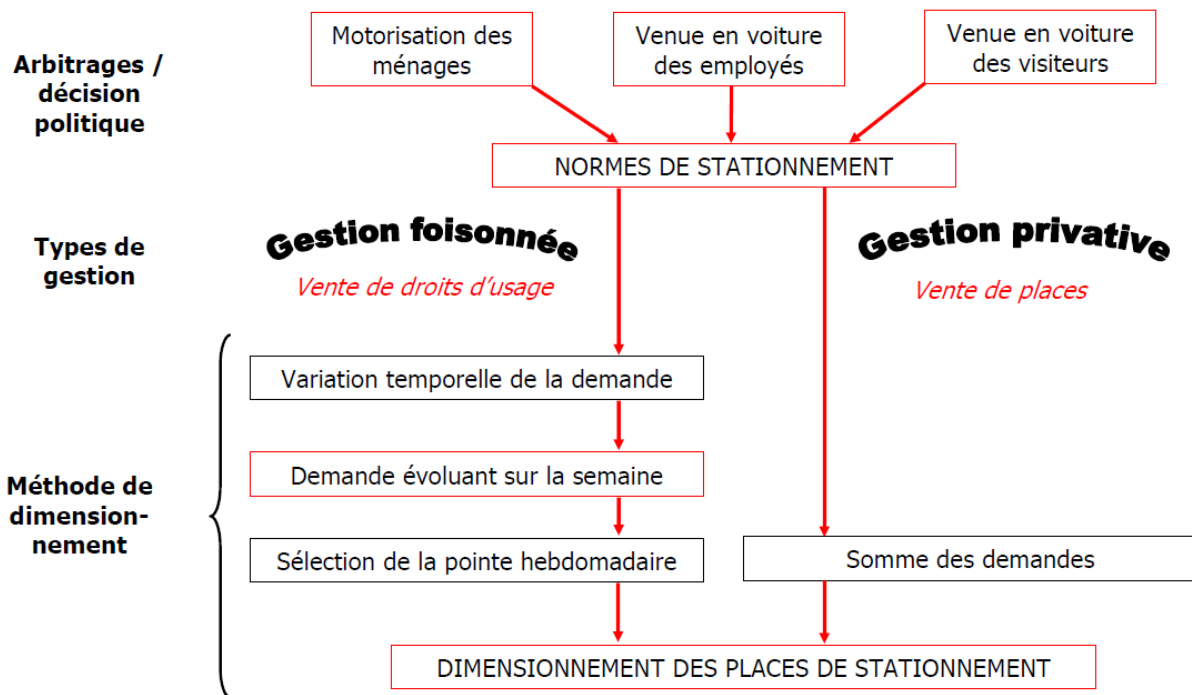 Arbitrages /
décision
politique
Motorisation des
ménages
Venue en voiture
des employés
Venue en voiture
des visiteurs
NORMES DE STATIONNEMENT
Types de
gestion
Gestion foisonnée
Vente de droits d'usage
Gestion privative
Vente de places
Méthode de
dimension-
nement
Variation temporelle de la demande
Demande évoluant sur la semaine
Sélection de la pointe hebdomadaire
Somme des demandes
DIMENSIONNEMENT DES PLACES DE STATIONNEMENT